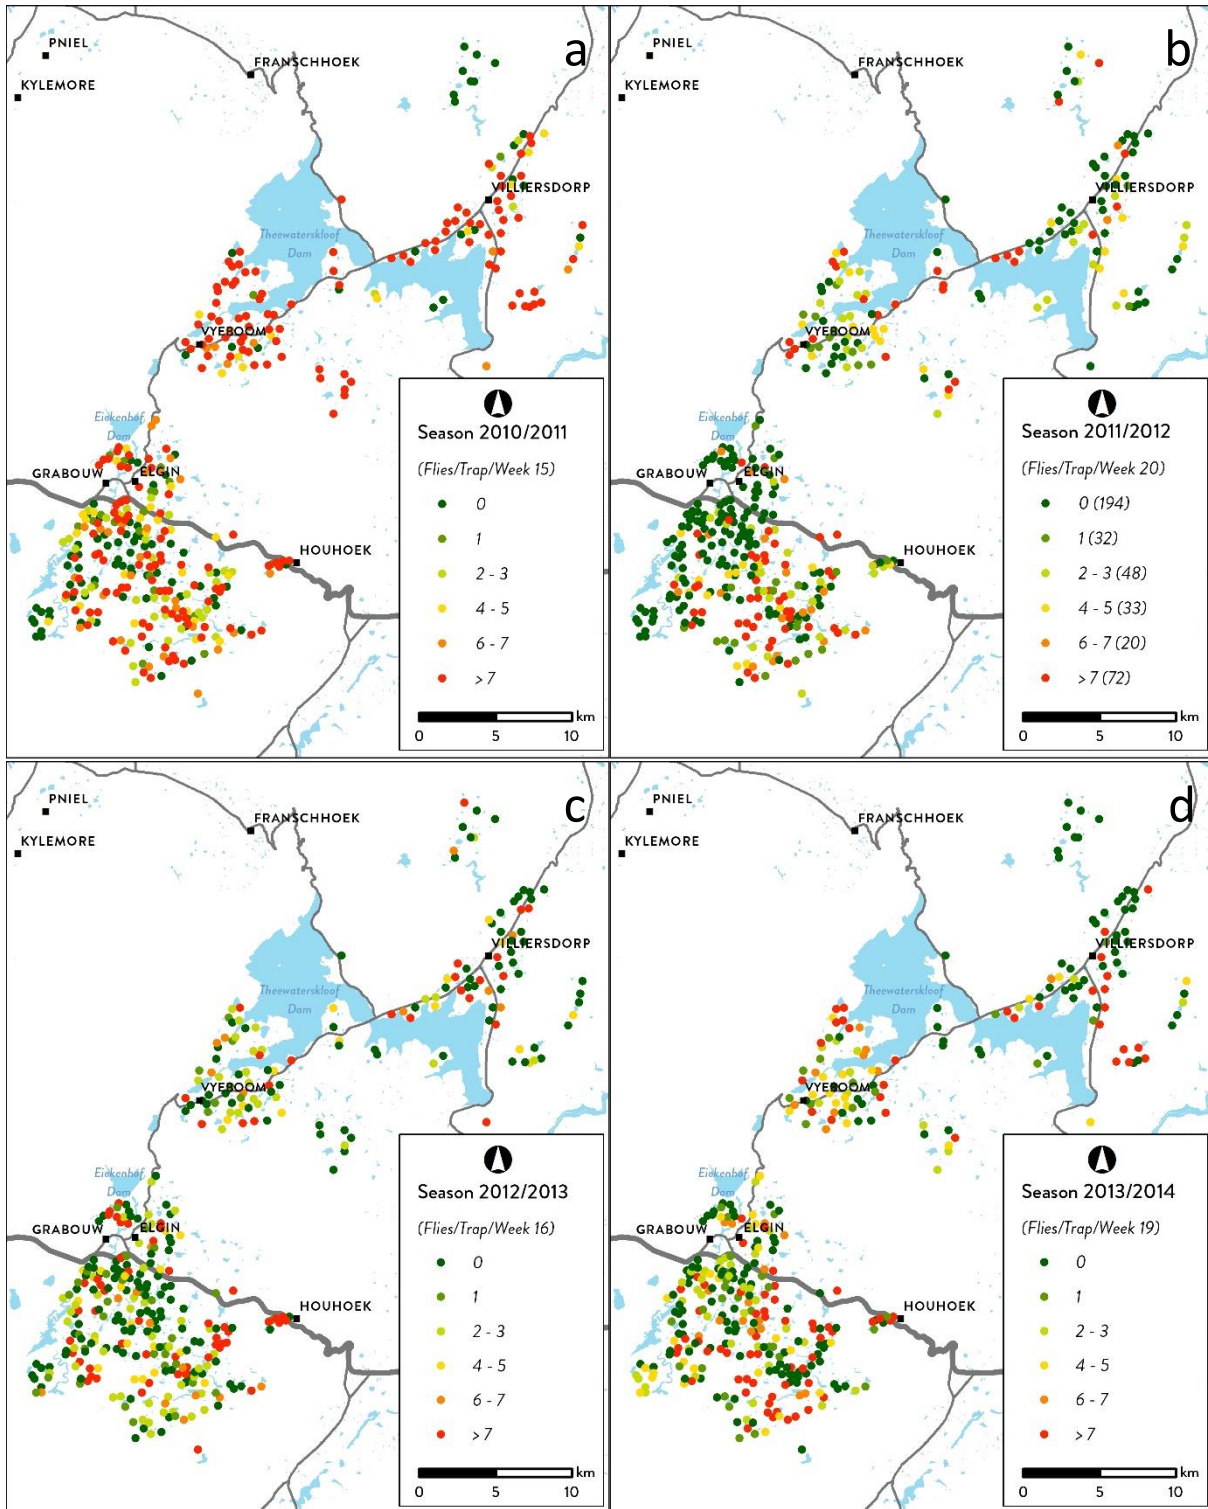 a
PNIEL
FRANSCHHOEK
KYLEMORE
VILLIERSDORP
Theewaterskloof
Dam
VYEBOOM
Eikenhof
Dam
GRABOUW
ELGIN
HOUHOEK
Season 2010/2011
(Flies/Trap/Week 15)
0
1
2 - 3
4 - 5
6 - 7
> 7
km
0 5 10
b
PNIEL
FRANSCHHOEK
KYLEMORE
VILLIERSDORP
Theewaterskloof
Dam
VYEBOOM
Eikenhof
Dam
GRABOUW
ELGIN
HOUHOEK
Season 2011/2012
(Flies/Trap/Week 20)
0 (194)
1 (32)
2 - 3 (48)
4 - 5 (33)
6 - 7 (20)
> 7 (72)
km
0 5 10
c
PNIEL
FRANSCHHOEK
KYLEMORE
VILLIERSDORP
Theewaterskloof
Dam
VYEBOOM
Eikenhof
Dam
GRABOUW
ELGIN
HOUHOEK
Season 2012/2013
(Flies/Trap/Week 16)
0
1
2 - 3
4 - 5
6 - 7
> 7
km
0 5 10
d
PNIEL
FRANSCHHOEK
KYLEMORE
VILLIERSDORP
Theewaterskloof
Dam
VYEBOOM
Eikenhof
Dam
GRABOUW
ELGIN
HOUHOEK
Season 2013/2014
(Flies/Trap/Week 19)
0
1
2 - 3
4 - 5
6 - 7
> 7
km
0 5 10